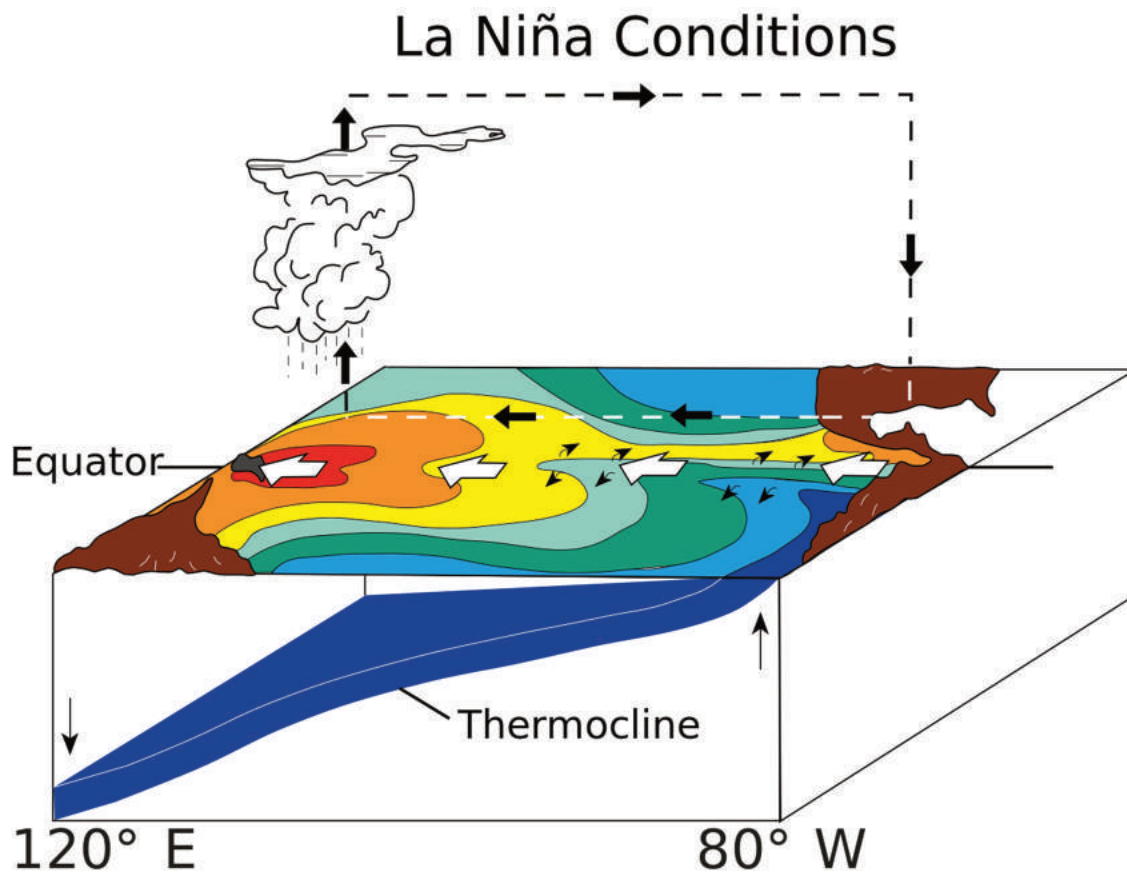 La Niña Conditions
Equator
Thermocline
120° E
80° W